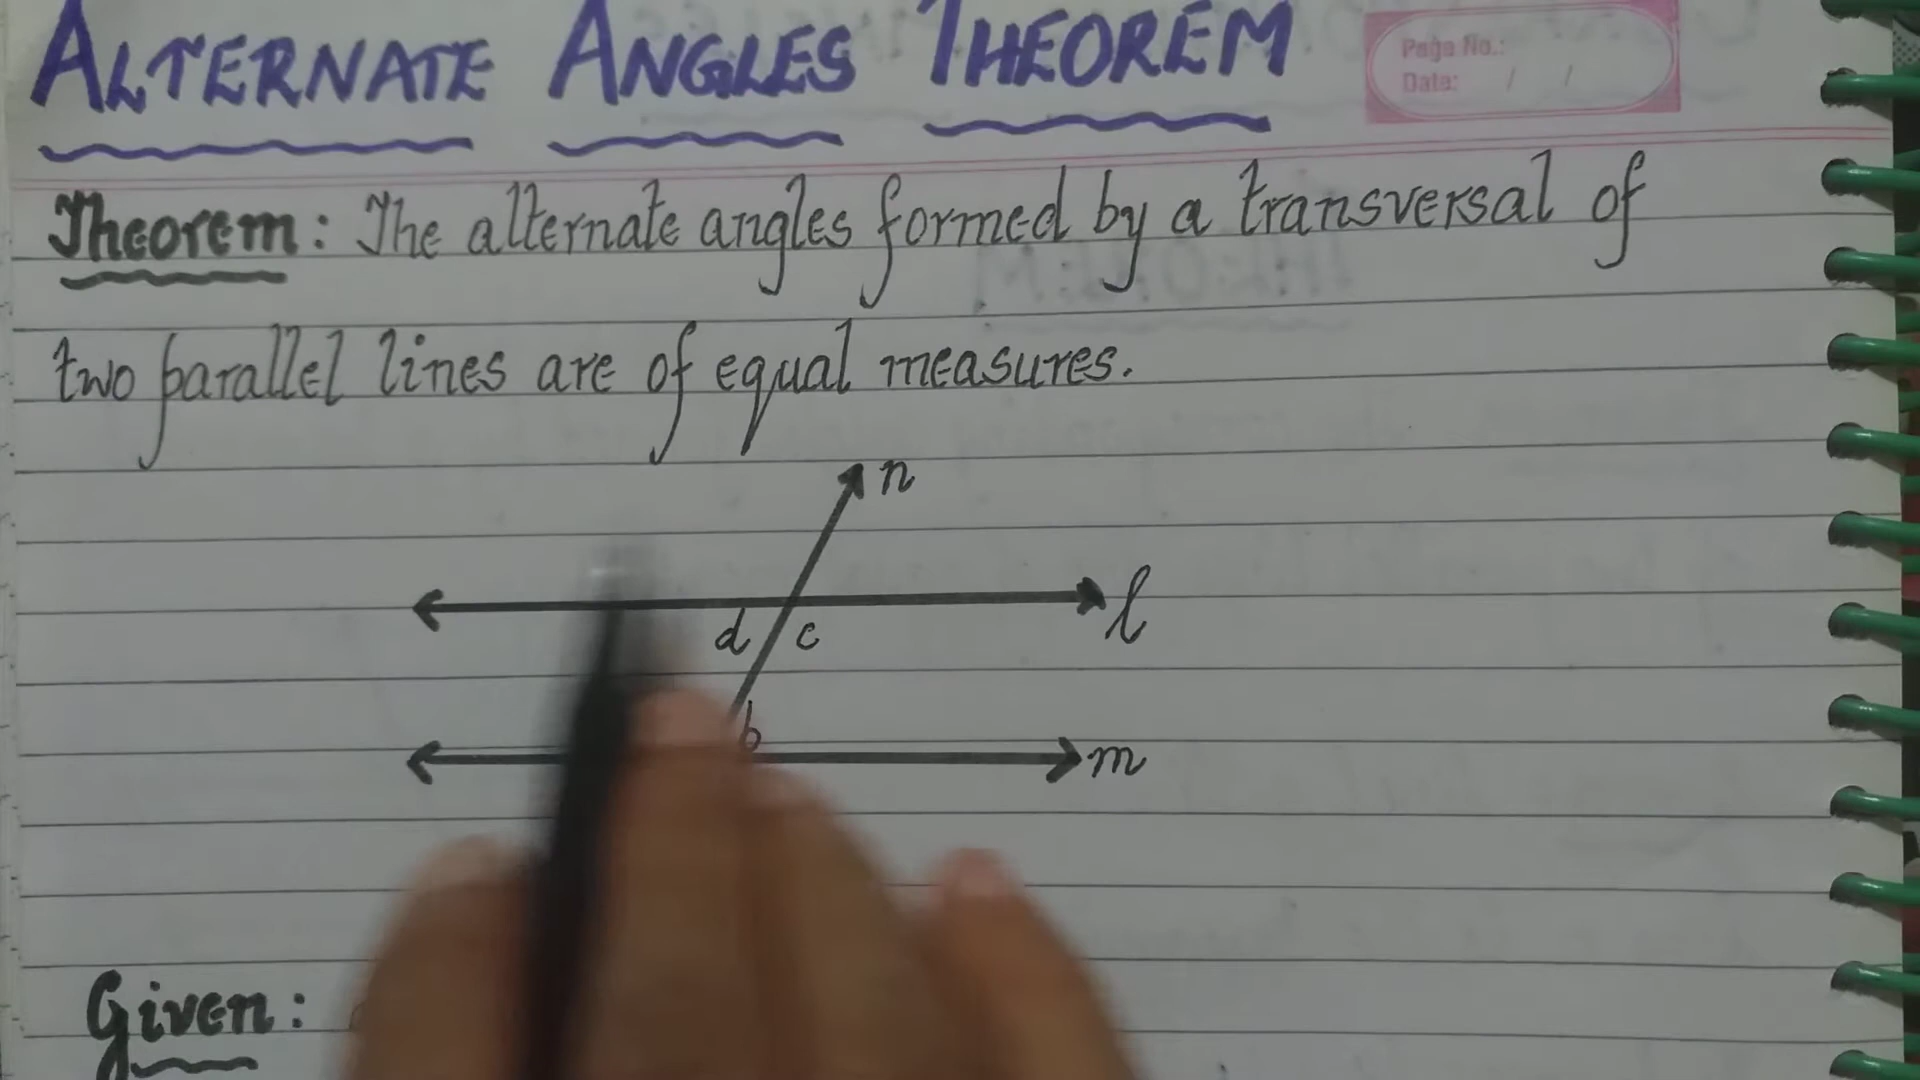 ALTERNATE ANGLES THEOREM
Page No.:
Date: / /
Theorem: The alternate angles formed by a transversal of
two parallel lines are of equal measures.
n
l
d c
b
m
Given: